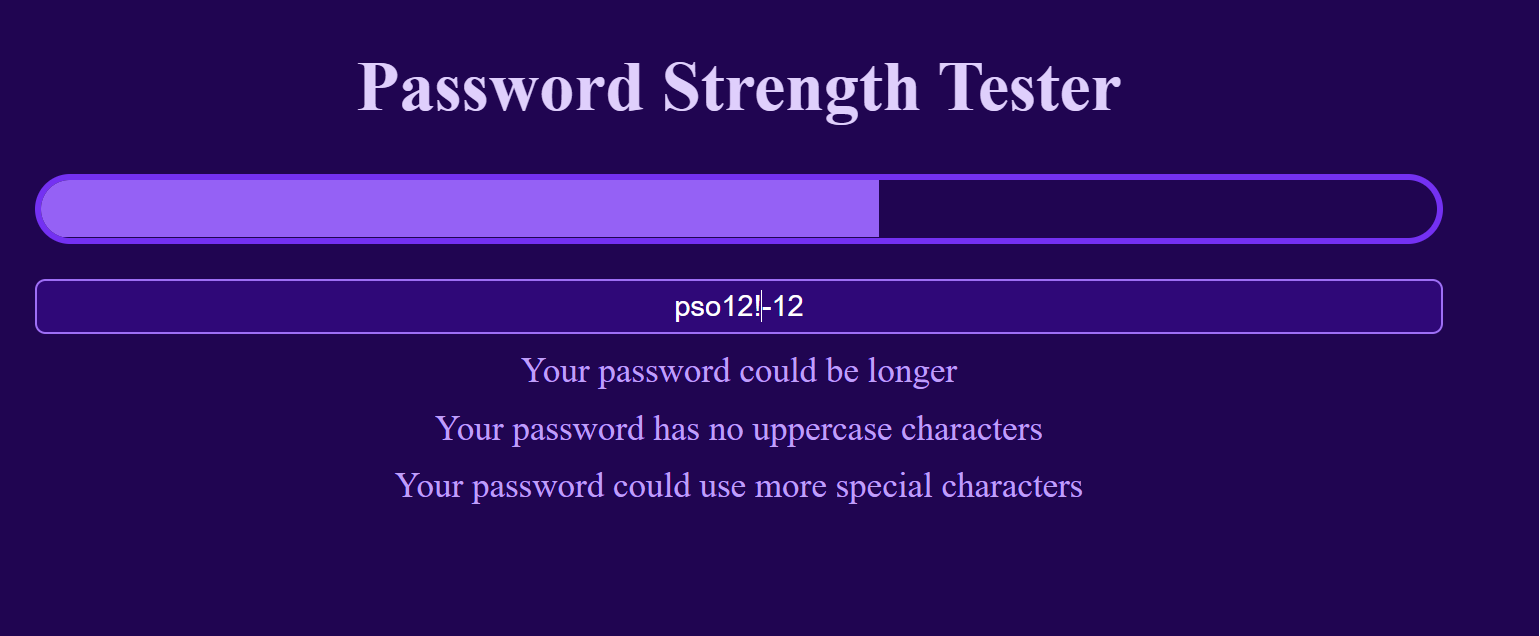 Password Strength Tester
pso12!-12
Your password could be longer
Your password has no uppercase characters
Your password could use more special characters